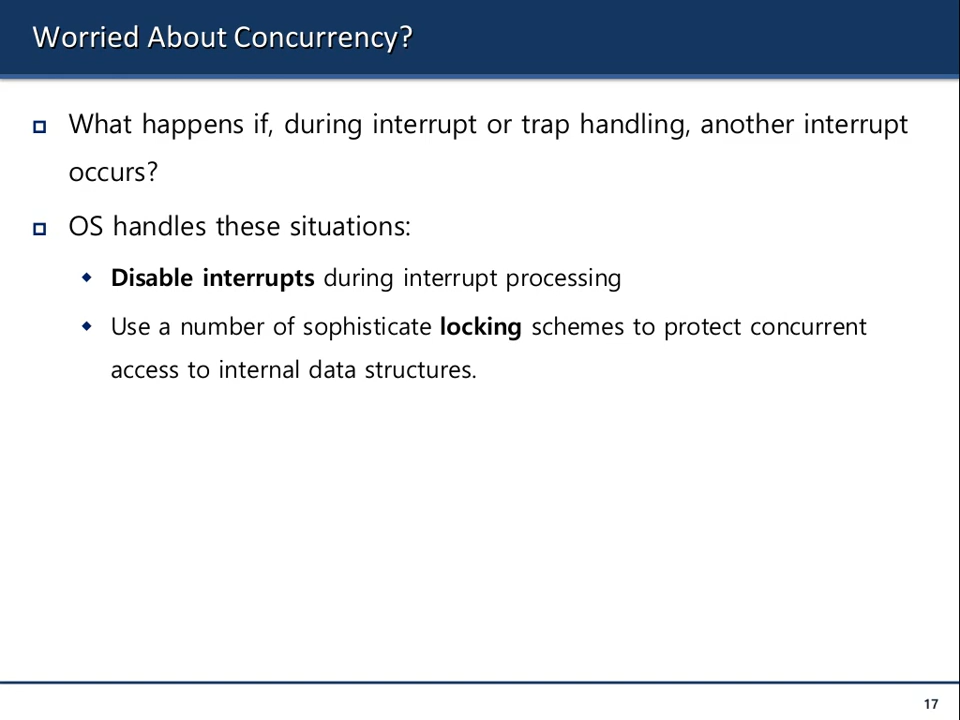 Worried About Concurrency?
What happens if, during interrupt or trap handling, another interrupt
occurs?
OS handles these situations:
Disable interrupts during interrupt processing
Use a number of sophisticate locking schemes to protect concurrent
access to internal data structures.
17